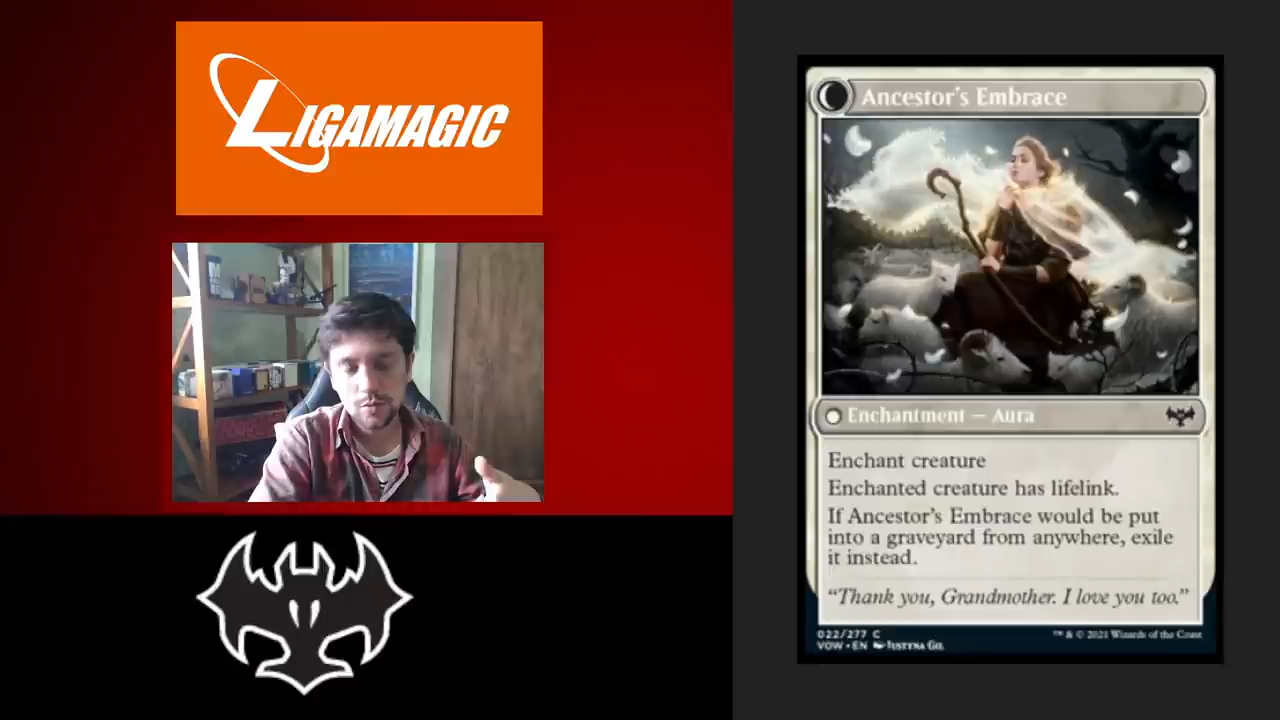 LIGAMAGIC
Ancestor's Embrace
Enchantment — Aura
Enchant creature
Enchanted creature has lifelink.
If Ancestor's Embrace would be put
into a graveyard from anywhere, exile
it instead.
“Thank you, Grandmother. I love you too.”
022/277 C
™ & © 2021 Wizards of the Coast
VOW • EN Justyna Gil